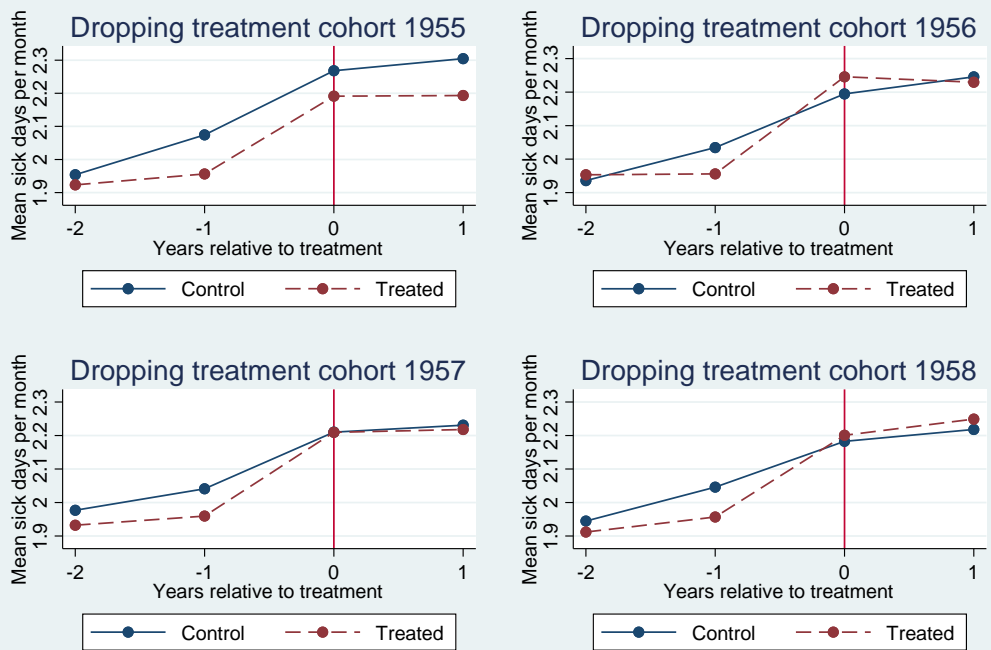 Dropping treatment cohort 1955
Mean sick days per month
2.3
2.2
2.1
2
1.9
-2 -1 0 1
Years relative to treatment
Control Treated
Dropping treatment cohort 1956
Mean sick days per month
2.3
2.2
2.1
2
1.9
-2 -1 0 1
Years relative to treatment
Control Treated
Dropping treatment cohort 1957
Mean sick days per month
2.3
2.2
2.1
2
1.9
-2 -1 0 1
Years relative to treatment
Control Treated
Dropping treatment cohort 1958
Mean sick days per month
2.3
2.2
2.1
2
1.9
-2 -1 0 1
Years relative to treatment
Control Treated